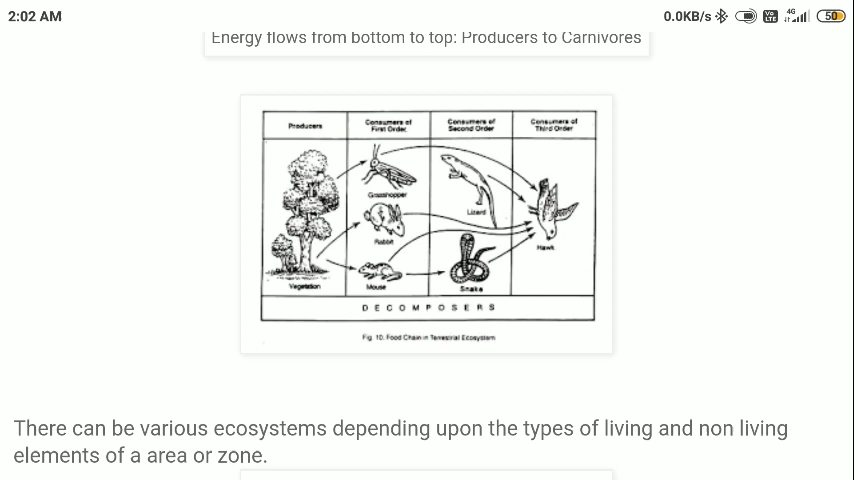 2:02 AM
0.0KB/s
Vo LTE
4G
50
Energy flows from bottom to top: Producers to Carnivores
Producers
Consumers of
First Order.
Consumers of
Second Order
Consumers of
Third Order
Grasshopper
Lizard
Rabbit
Hawk
Vegetation
Mouse
Snake
DECOMPOSERS
Fig. 10. Food Chain in Terrestrial Ecosystem
There can be various ecosystems depending upon the types of living and non living
elements of a area or zone.